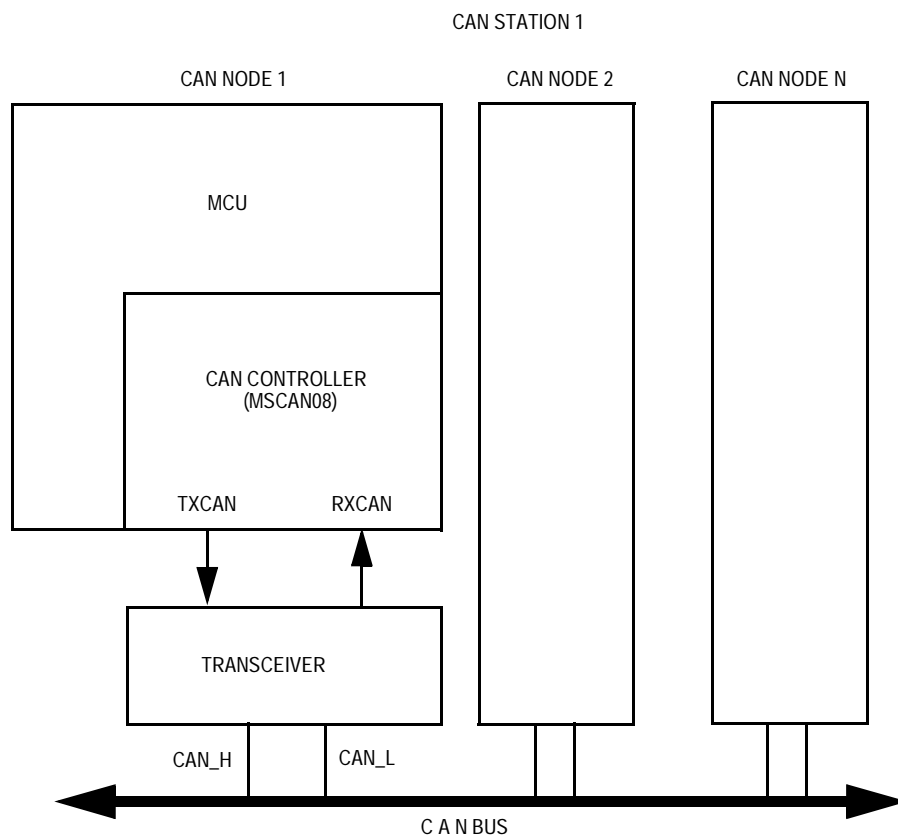 CAN STATION 1
CAN NODE 1
CAN NODE 2
CAN NODE N
MCU
CAN CONTROLLER
(MSCAN08)
TXCAN
RXCAN
TRANSCEIVER
CAN_H
CAN_L
C A N BUS